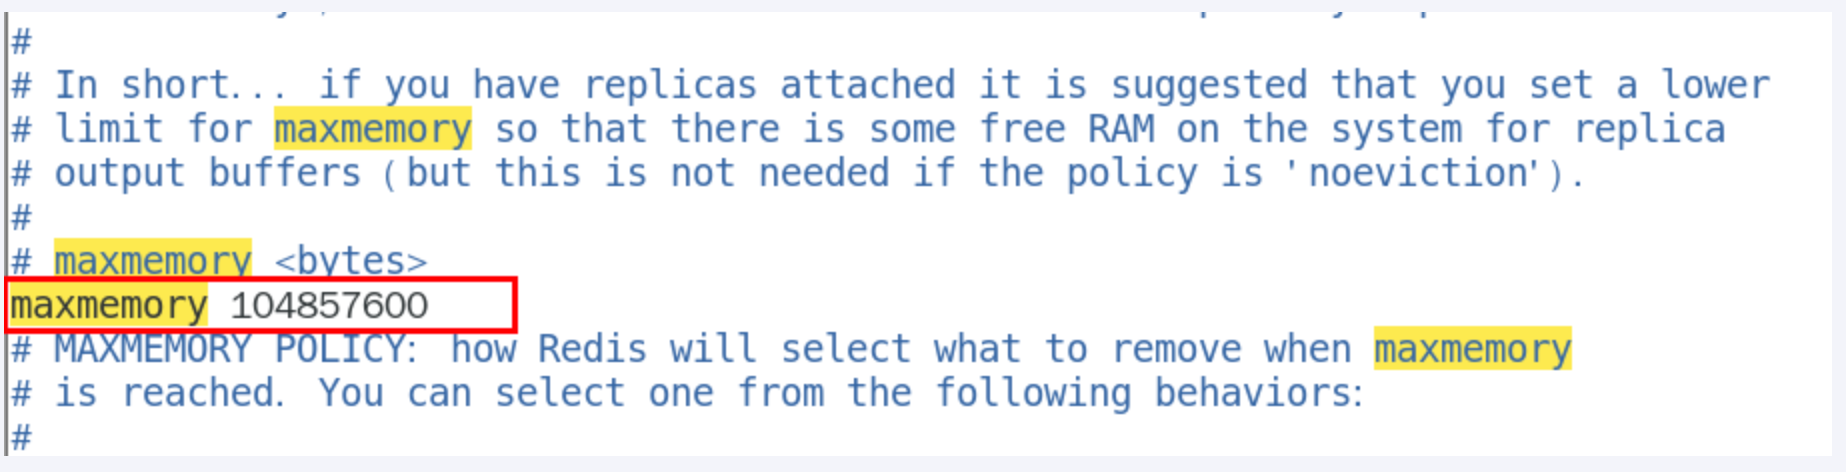 #
# In short... if you have replicas attached it is suggested that you set a lower
# limit for maxmemory so that there is some free RAM on the system for replica
# output buffers (but this is not needed if the policy is 'noeviction').
#
# maxmemory <bytes>
maxmemory 104857600
# MAXMEMORY POLICY: how Redis will select what to remove when maxmemory
# is reached. You can select one from the following behaviors:
#